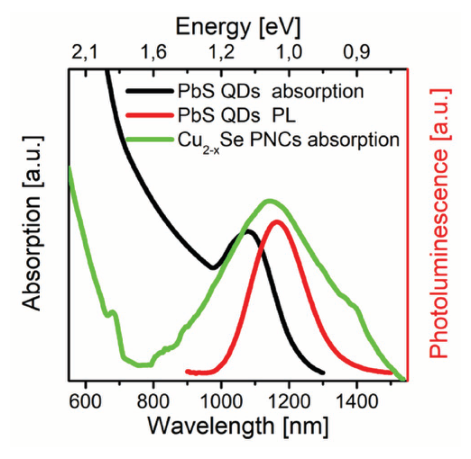 Energy [eV]
2,1 1,6 1,2 1,0 0,9
PbS QDs absorption
PbS QDs PL
Cu2-xSe PNCs absorption
Absorption [a.u.]
Photoluminescence [a.u.]
600 800 1000 1200 1400
Wavelength [nm]